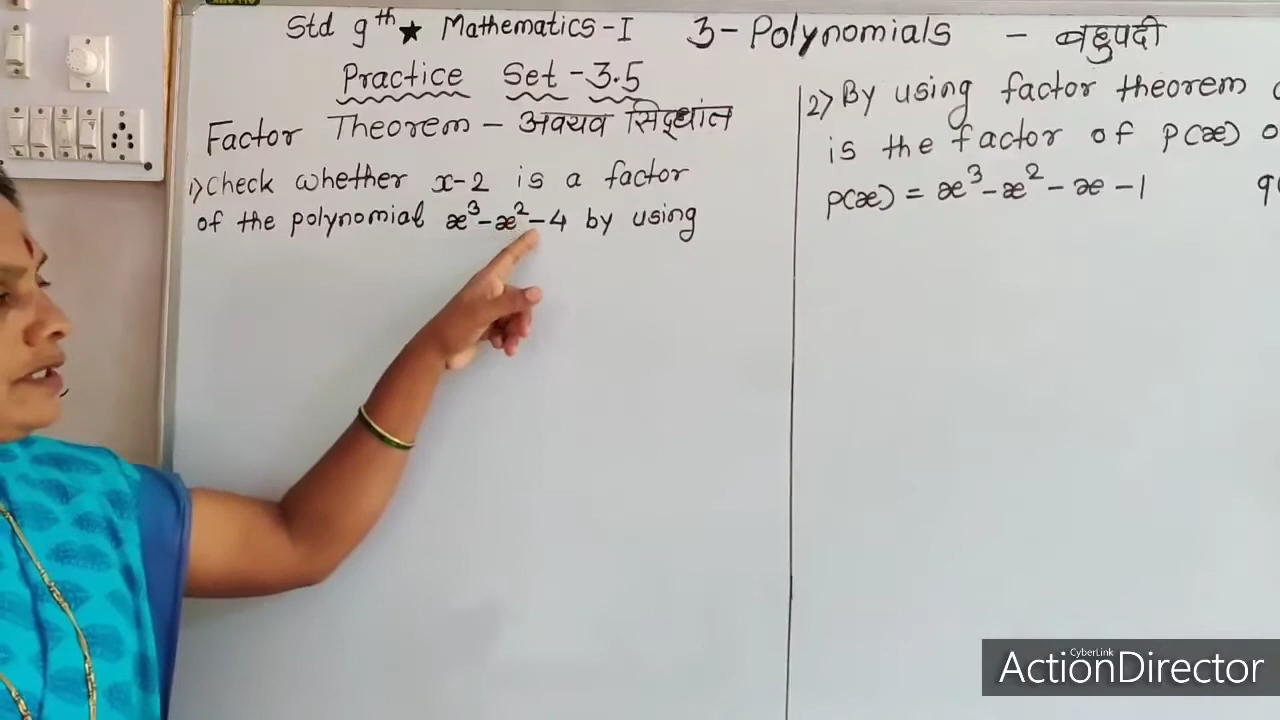 Std 9th ★ Mathematics-I 3-Polynomials - बहुपदी
Practice Set-3.5
Factor Theorem - अवयव सिद्धांत
1) Check whether x-2 is a factor
of the polynomial x³-x²-4 by using
2) By using factor theorem
is the factor of p(x)
p(x) = x³-x²-x-1
CyberLink
ActionDirector